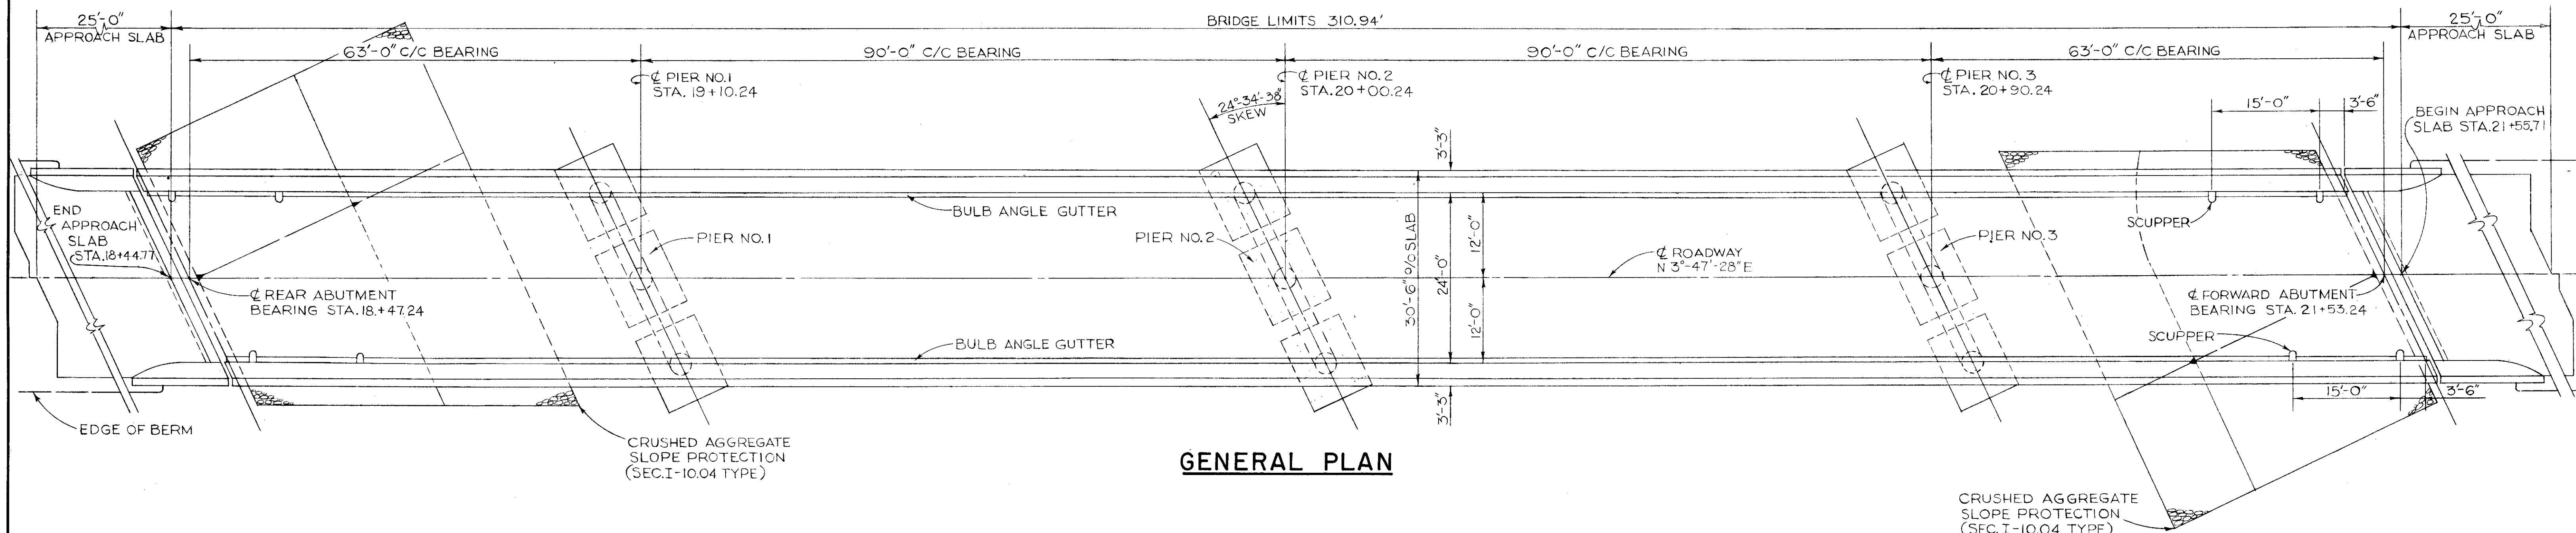 25'-0"
APPROACH SLAB
BRIDGE LIMITS 310.94'
25'-0"
APPROACH SLAB
63'-0" C/C BEARING
90'-0" C/C BEARING
90'-0" C/C BEARING
63'-0" C/C BEARING
℄ PIER NO.1
STA. 19+10.24
℄ PIER NO.2
STA.20+00.24
℄ PIER NO.3
STA.20+90.24
24°-34'-38"
SKEW
15'-0"
3'-6"
BEGIN APPROACH
SLAB STA.21+55.71
3'-3"
END
APPROACH
SLAB
STA.18+44.77
BULB ANGLE GUTTER
PIER NO.1
PIER NO.2
30'-6" O/O SLAB
24'-0"
12'-0"
12'-0"
℄ ROADWAY
N 3°-47'-28" E
PIER NO.3
SCUPPER
℄ REAR ABUTMENT
BEARING STA.18.+47.24
℄ FORWARD ABUTMENT
BEARING STA. 21+53.24
BULB ANGLE GUTTER
SCUPPER
15'-0"
3'-6"
3'-3"
EDGE OF BERM
CRUSHED AGGREGATE
SLOPE PROTECTION
(SEC.I-10.04 TYPE)
GENERAL PLAN
CRUSHED AGGREGATE
SLOPE PROTECTION
(SEC.I-10.04 TYPE)